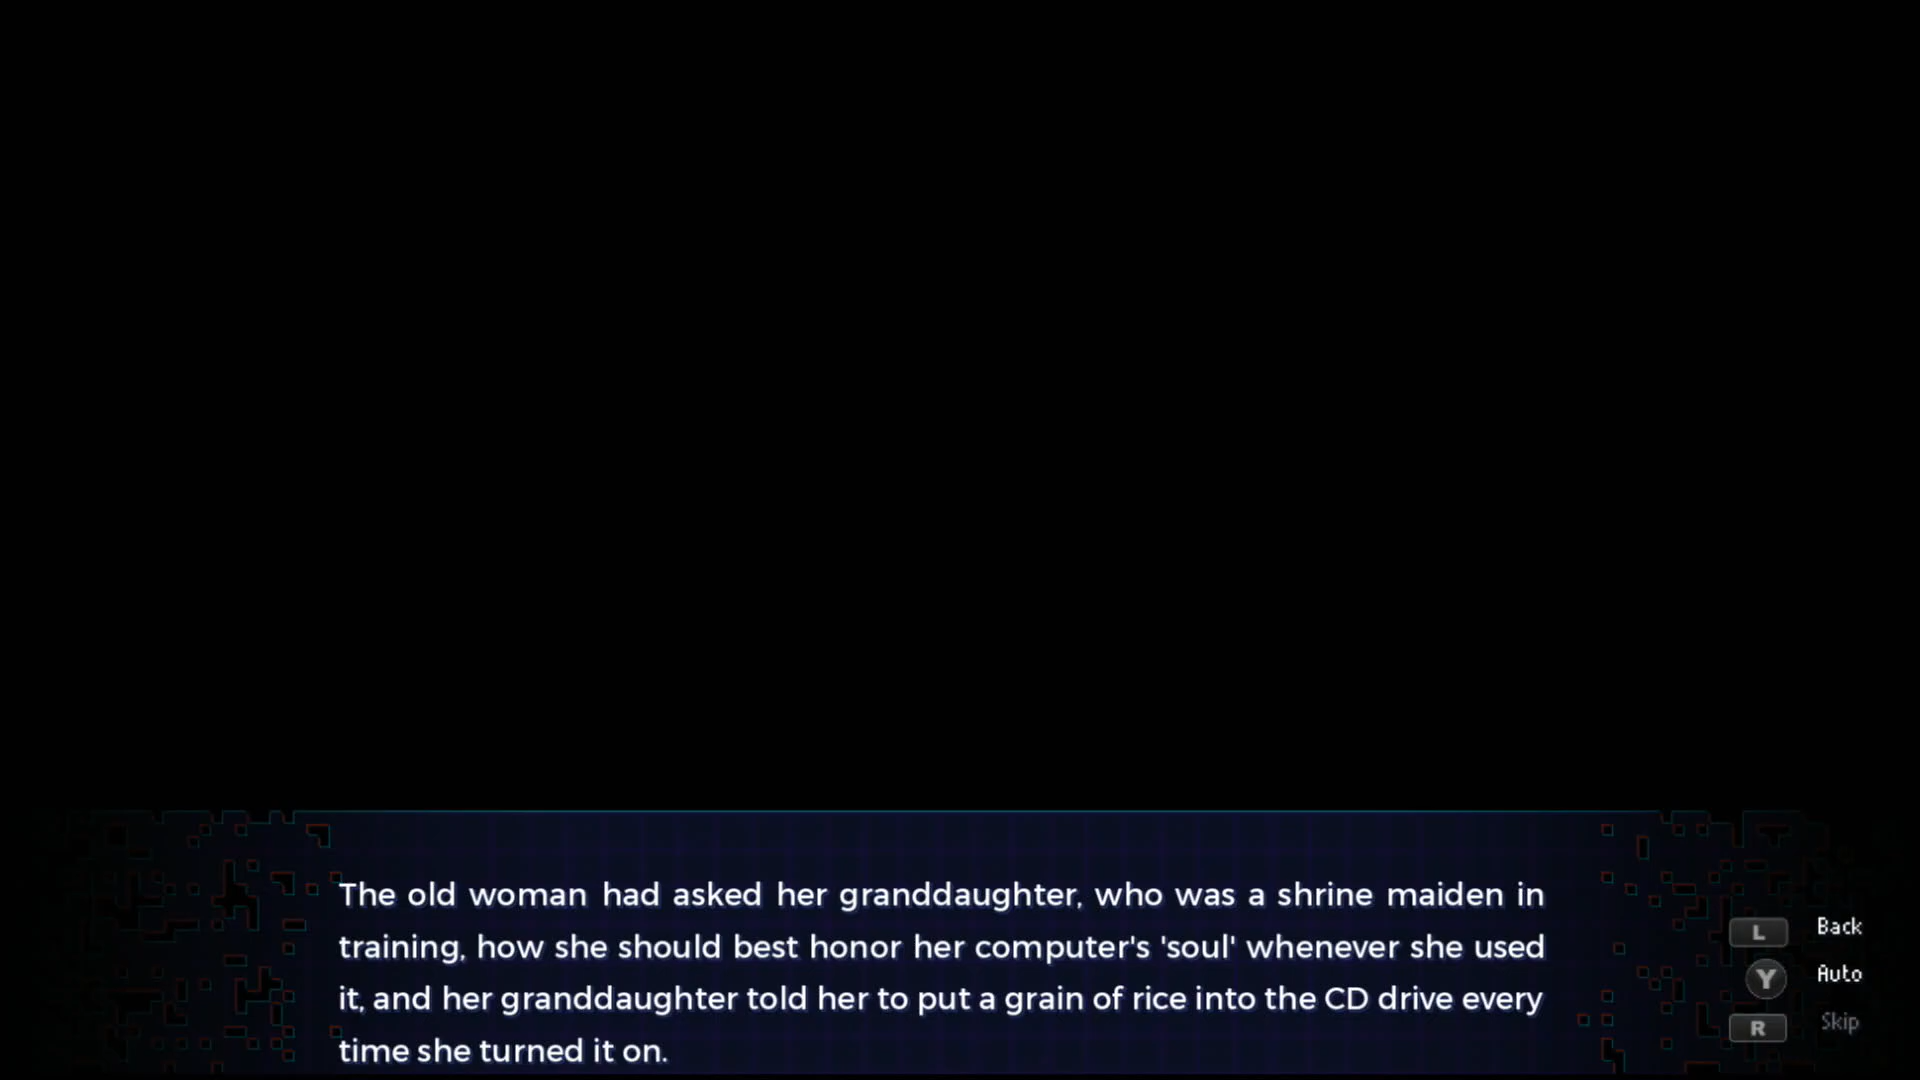 The old woman had asked her granddaughter, who was a shrine maiden in
training, how she should best honor her computer's 'soul' whenever she used
it, and her granddaughter told her to put a grain of rice into the CD drive every
time she turned it on.
L Back
Y Auto
R Skip